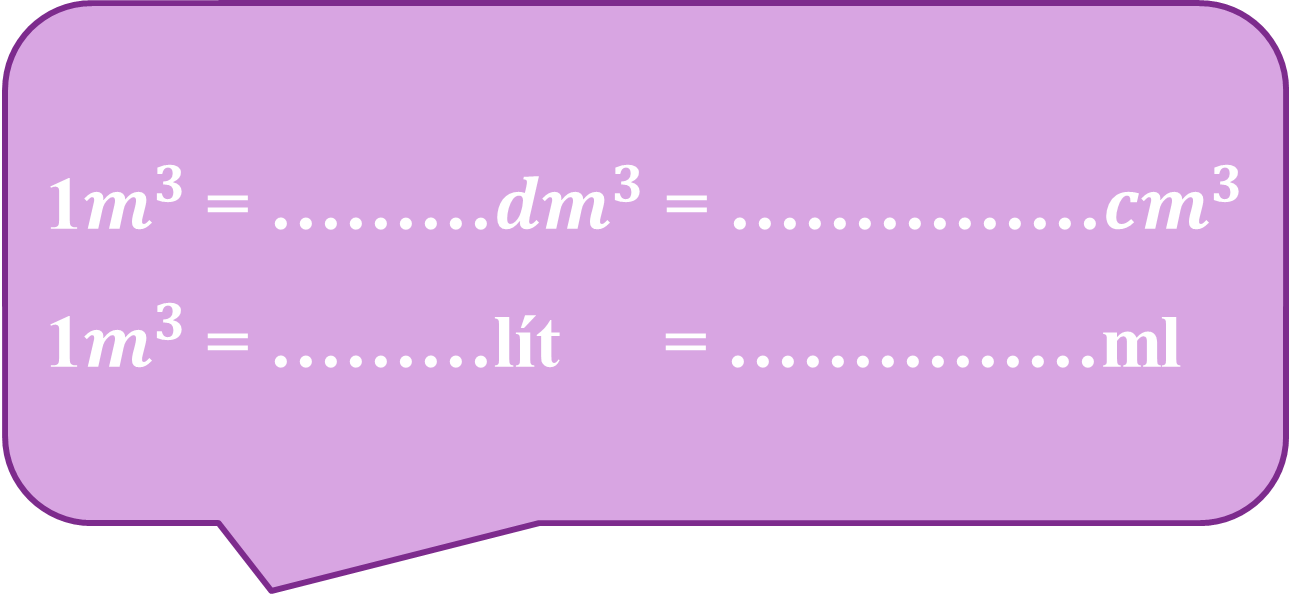 1m³ = .........dm³ = ...............cm³
1m³ = .........lít = ...............ml